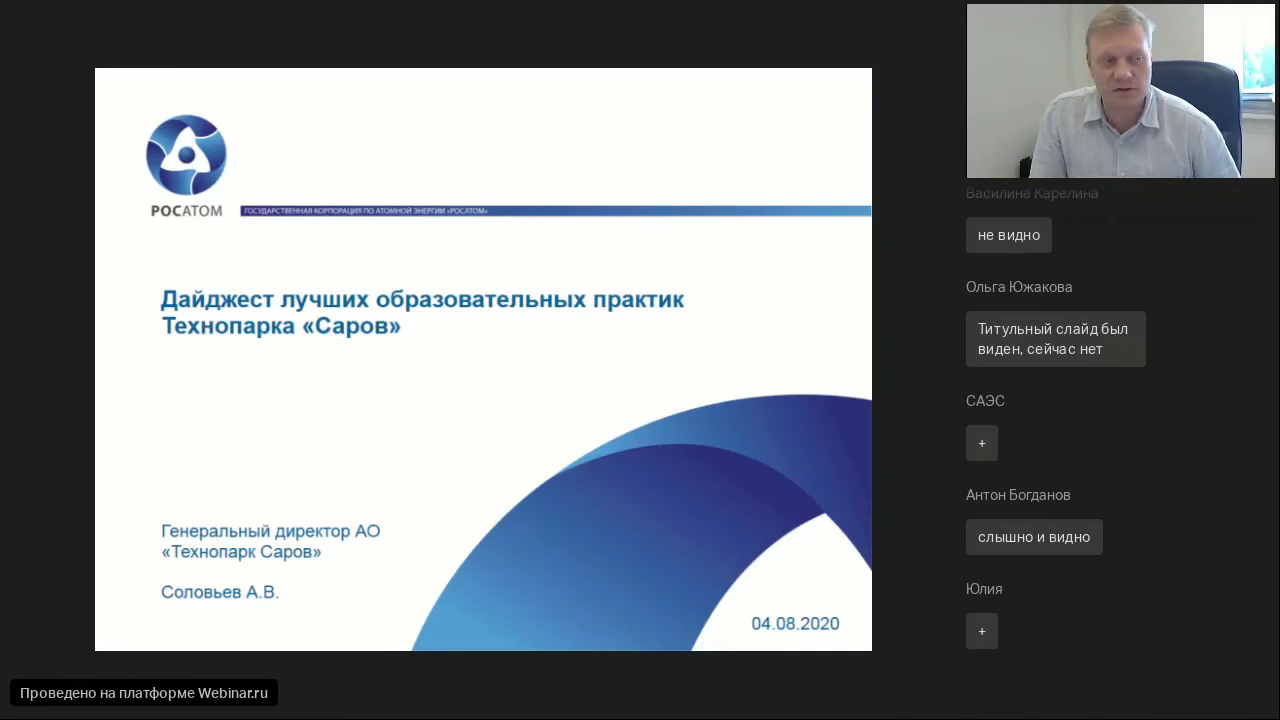 РОСАТОМ
ГОСУДАРСТВЕННАЯ КОРПОРАЦИЯ ПО АТОМНОЙ ЭНЕРГИИ «РОСАТОМ»
Дайджест лучших образовательных практик
Технопарка «Саров»
Генеральный директор АО
«Технопарк Саров»
Соловьев А.В.
04.08.2020
Василина Карелина
не видно
Ольга Южакова
Титульный слайд был
виден, сейчас нет
САЭС
+
Антон Богданов
слышно и видно
Юлия
+
Проведено на платформе Webinar.ru